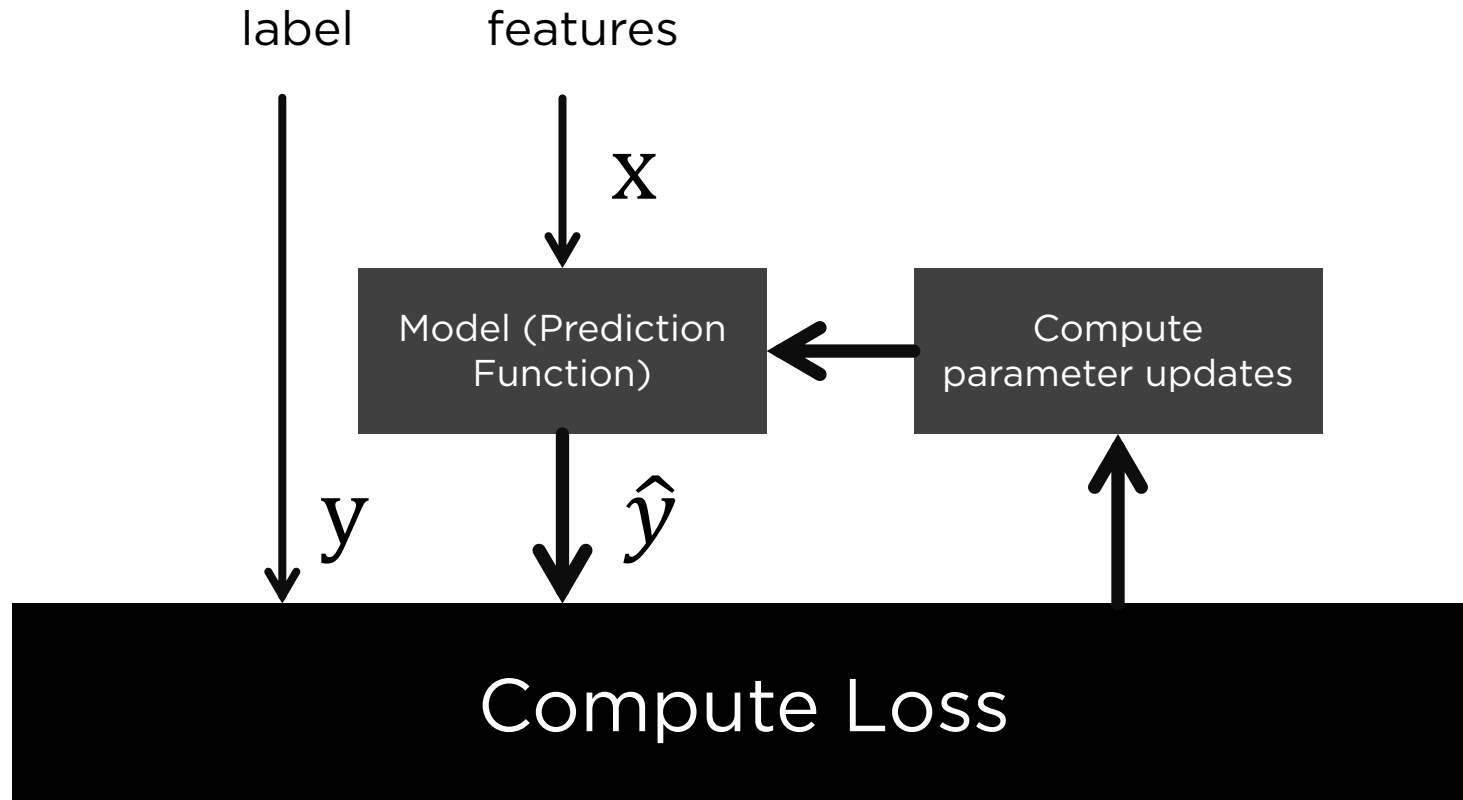 label
features
x
Model (Prediction
Function)
Compute
parameter updates
y
ŷ
Compute Loss